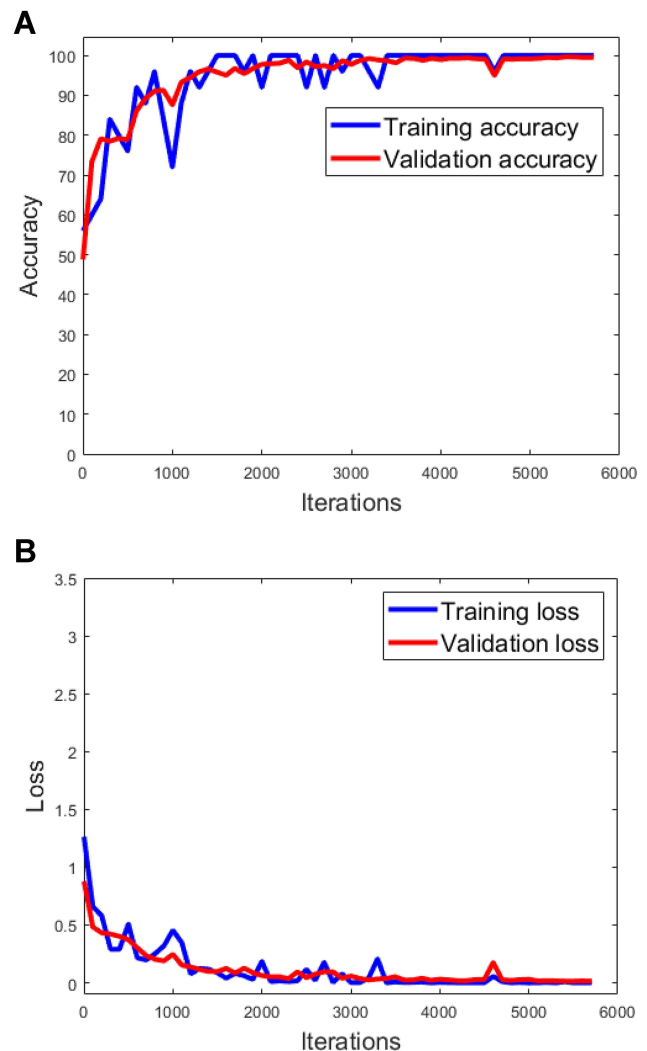 A
100
90
80
70
60
50
40
30
20
10
0
Accuracy
Training accuracy
Validation accuracy
0 1000 2000 3000 4000 5000 6000
Iterations
B
3.5
3
2.5
2
1.5
1
0.5
0
Loss
Training loss
Validation loss
0 1000 2000 3000 4000 5000 6000
Iterations